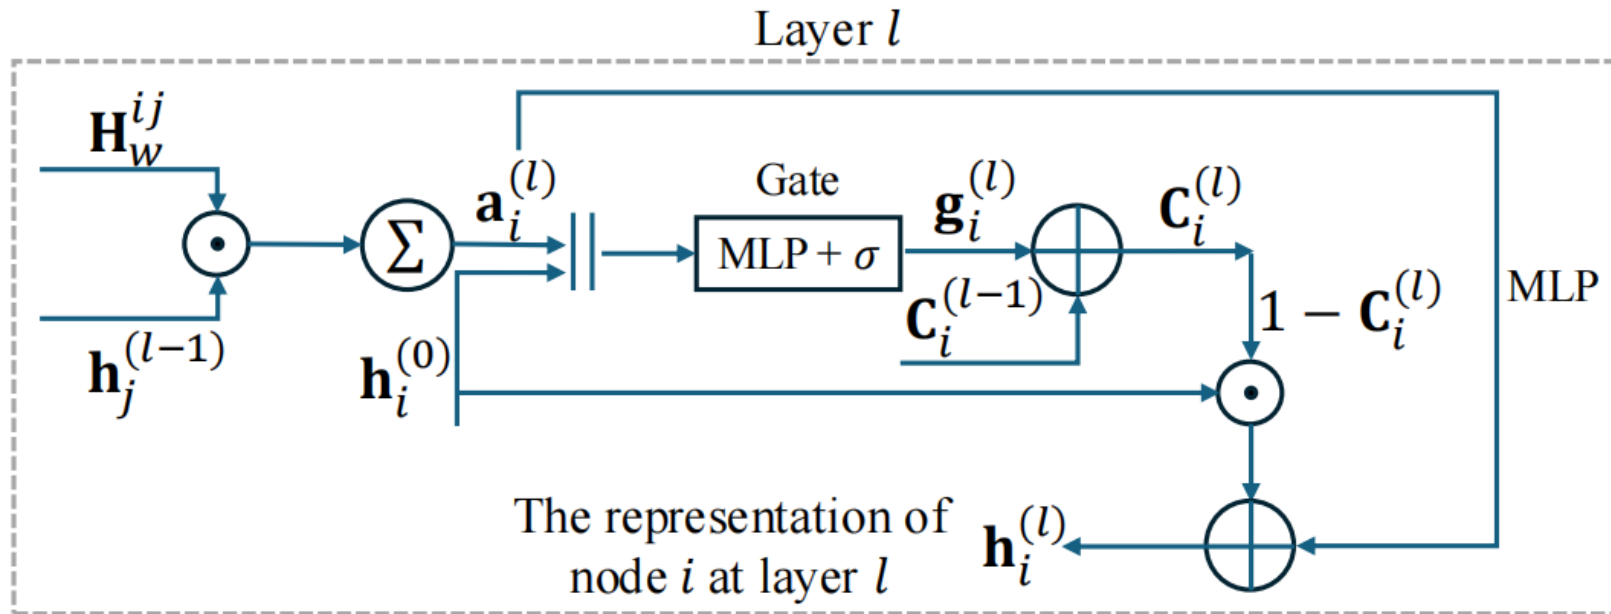 Layer l
𝐇_w^{ij}
𝐚_i^{(l)}
Gate
𝐠_i^{(l)}
𝐂_i^{(l)}
Σ
MLP + σ
MLP
𝐂_i^{(l−1)}
1 − 𝐂_i^{(l)}
𝐡_j^{(l−1)}
𝐡_i^{(0)}
The representation of
node i at layer l
𝐡_i^{(l)}